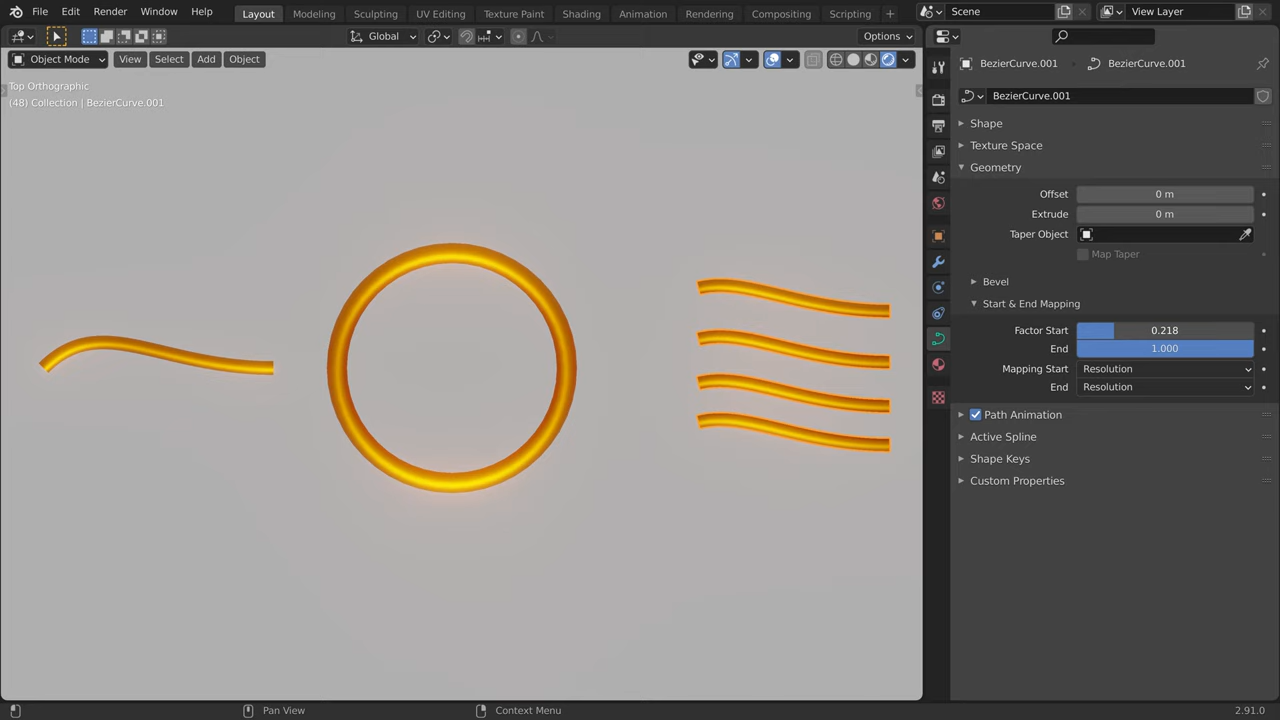 File Edit Render Window Help Layout Modeling Sculpting UV Editing Texture Paint Shading Animation Rendering Compositing Scripting + Scene View Layer
Global Options
Object Mode View Select Add Object BezierCurve.001 BezierCurve.001
Top Orthographic
(48) Collection | BezierCurve.001
BezierCurve.001
Shape
Texture Space
Geometry
Offset 0 m
Extrude 0 m
Taper Object
Map Taper
Bevel
Start & End Mapping
Factor Start 0.218
End 1.000
Mapping Start Resolution
End Resolution
Path Animation
Active Spline
Shape Keys
Custom Properties
Pan View Context Menu 2.91.0